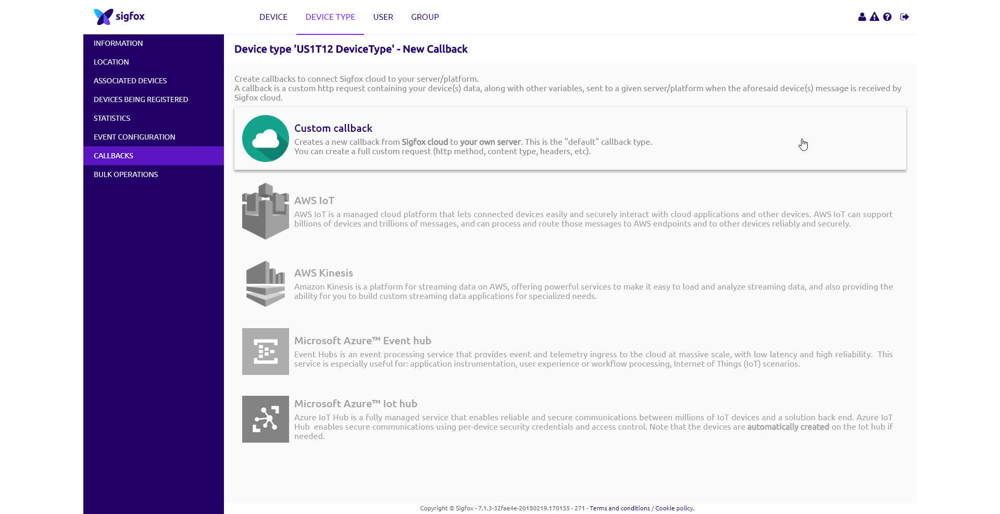 sigfox
DEVICE
DEVICE TYPE
USER
GROUP
INFORMATION
LOCATION
ASSOCIATED DEVICES
DEVICES BEING REGISTERED
STATISTICS
EVENT CONFIGURATION
CALLBACKS
BULK OPERATIONS
Device type 'US1T12 DeviceType' - New Callback
Create callbacks to connect Sigfox cloud to your server/platform.
A callback is a custom http request containing your device(s) data, along with other variables, sent to a given server/platform when the aforesaid device(s) message is received by
Sigfox cloud.
Custom callback
Creates a new callback from Sigfox cloud to your own server. This is the "default" callback type.
You can create a full custom request (http method, content type, headers, etc).
AWS IoT
AWS IoT is a managed cloud platform that lets connected devices easily and securely interact with cloud applications and other devices. AWS IoT can support
billions of devices and trillions of messages, and can process and route those messages to AWS endpoints and to other devices reliably and securely.
AWS Kinesis
Amazon Kinesis is a platform for streaming data on AWS, offering powerful services to make it easy to load and analyze streaming data, and also providing the
ability for you to build custom streaming data applications for specialized needs.
Microsoft Azure™ Event hub
Event Hubs is an event processing service that provides event and telemetry ingress to the cloud at massive scale, with low latency and high reliability. This
service is especially useful for: application instrumentation, user experience or workflow processing, Internet of Things (IoT) scenarios.
Microsoft Azure™ Iot hub
Azure IoT Hub is a fully managed service that enables reliable and secure communications between millions of IoT devices and a solution back end. Azure IoT
Hub enables secure communications using per-device security credentials and access control. Note that the devices are automatically created on the Iot hub if
needed.
Copyright © Sigfox - 7.1.3-32fae4e-20180219.170155 - 271 - Terms and conditions / Cookie policy.